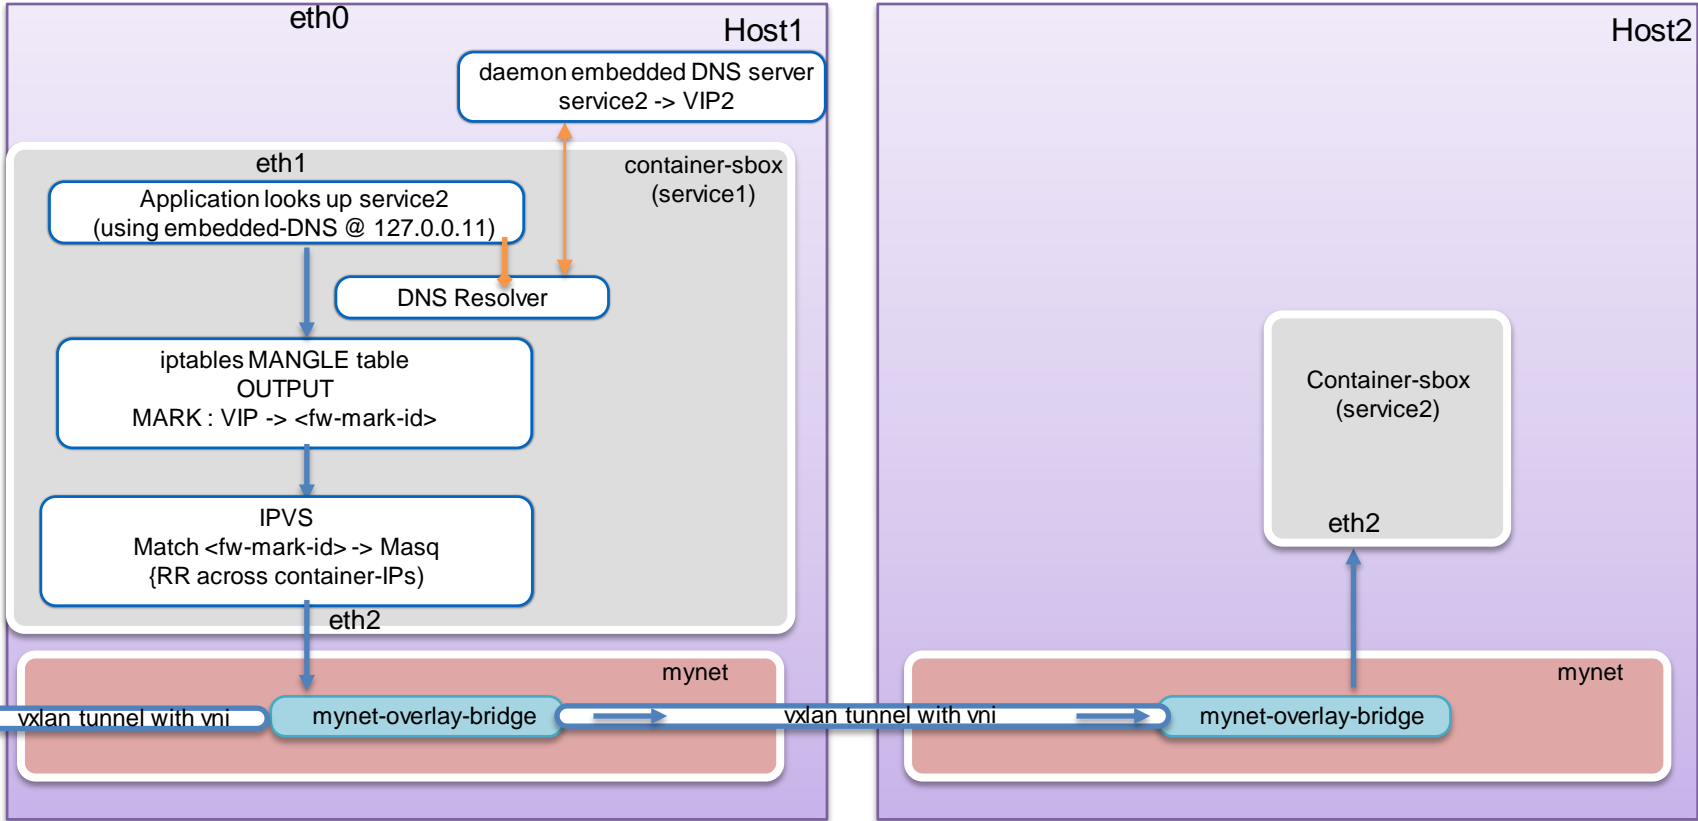 eth0
Host1
daemon embedded DNS server
service2 -> VIP2
eth1
container-sbox
(service1)
Application looks up service2
(using embedded-DNS @ 127.0.0.11)
DNS Resolver
iptables MANGLE table
OUTPUT
MARK : VIP -> <fw-mark-id>
IPVS
Match <fw-mark-id> -> Masq
{RR across container-IPs)
eth2
mynet
vxlan tunnel with vni
mynet-overlay-bridge
vxlan tunnel with vni
Host2
Container-sbox
(service2)
eth2
mynet
mynet-overlay-bridge